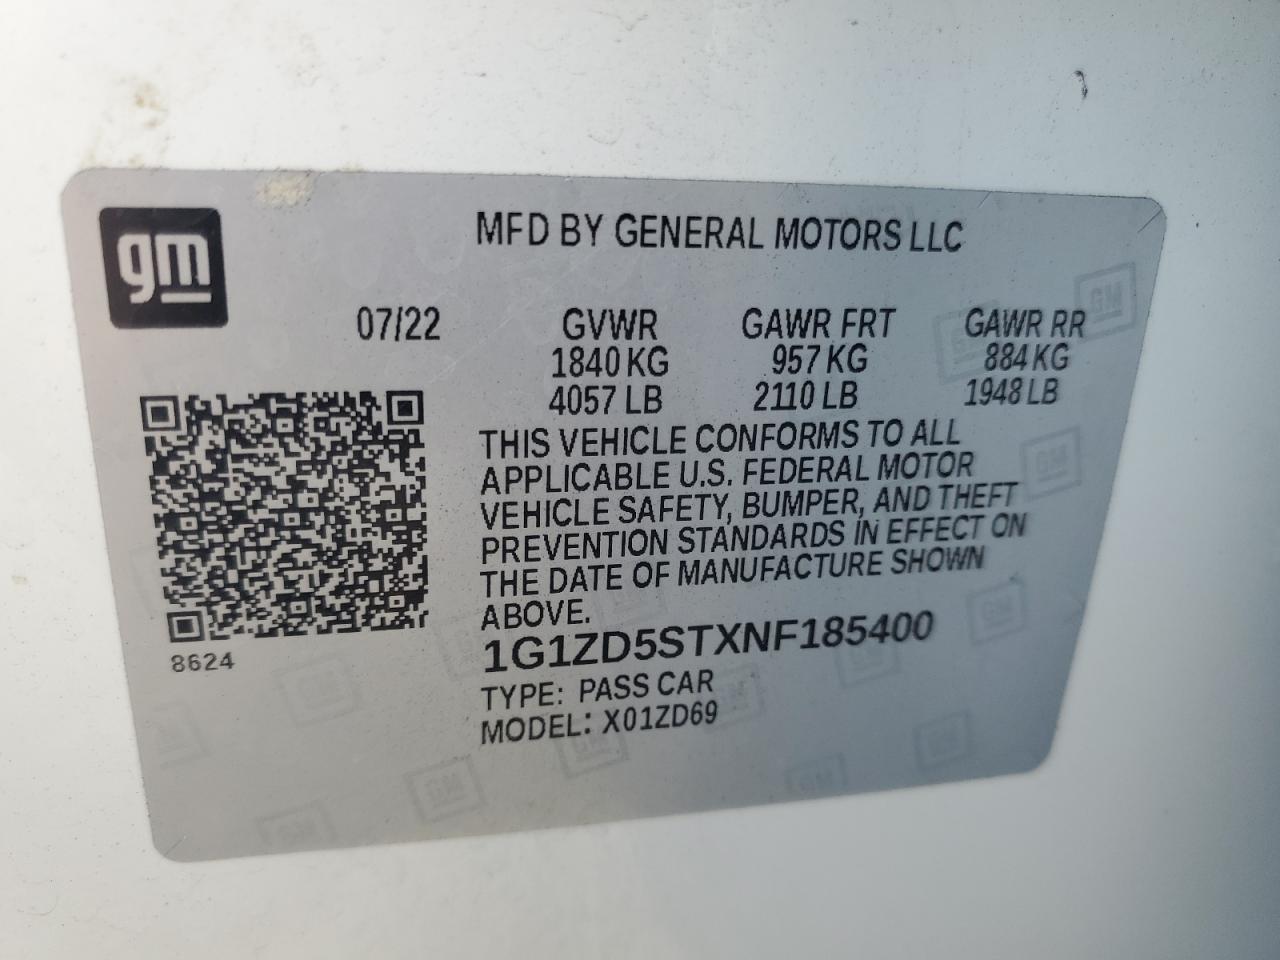 gm
MFD BY GENERAL MOTORS LLC
07/22 GVWR GAWR FRT GAWR RR
1840 KG 957 KG 884 KG
4057 LB 2110 LB 1948 LB
THIS VEHICLE CONFORMS TO ALL
APPLICABLE U.S. FEDERAL MOTOR
VEHICLE SAFETY, BUMPER, AND THEFT
PREVENTION STANDARDS IN EFFECT ON
THE DATE OF MANUFACTURE SHOWN
ABOVE.
8624
1G1ZD5STXNF185400
TYPE: PASS CAR
MODEL: X01ZD69